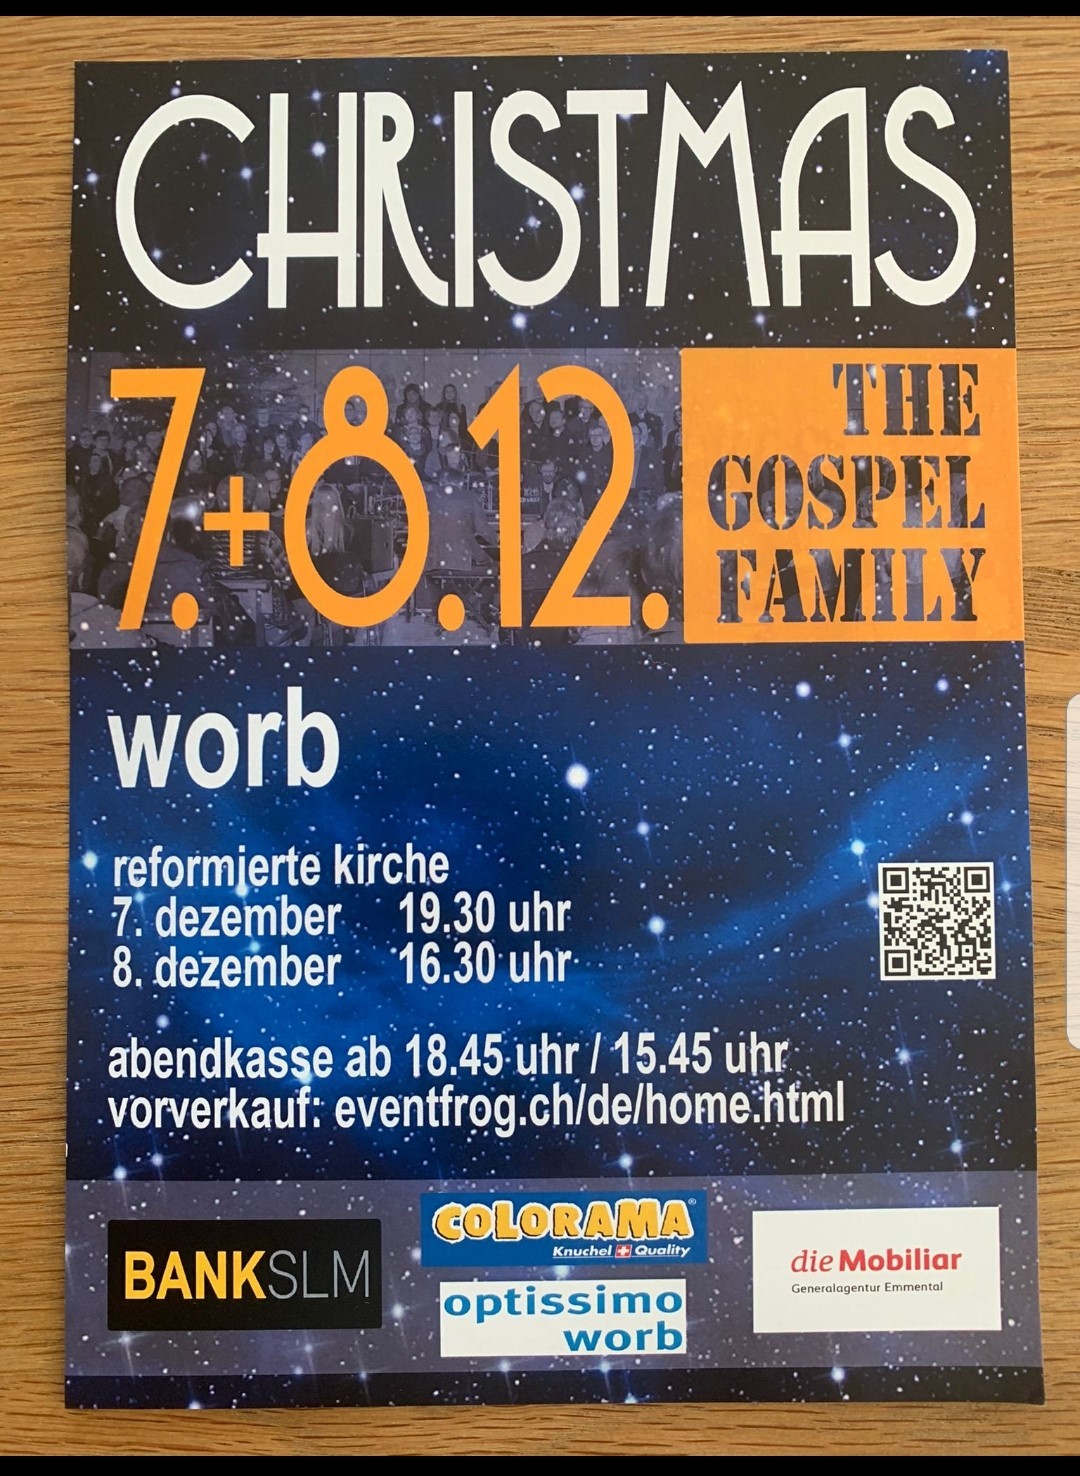 CHRISTMAS
7.+8.12.
THE
GOSPEL
FAMILY
worb
reformierte kirche
7. dezember 19.30 uhr
8. dezember 16.30 uhr
abendkasse ab 18.45 uhr / 15.45 uhr
vorverkauf: eventfrog.ch/de/home.html
BANKSLM
COLORAMA®
Knuchel + Quality
optissimo
worb
die Mobiliar
Generalagentur Emmental